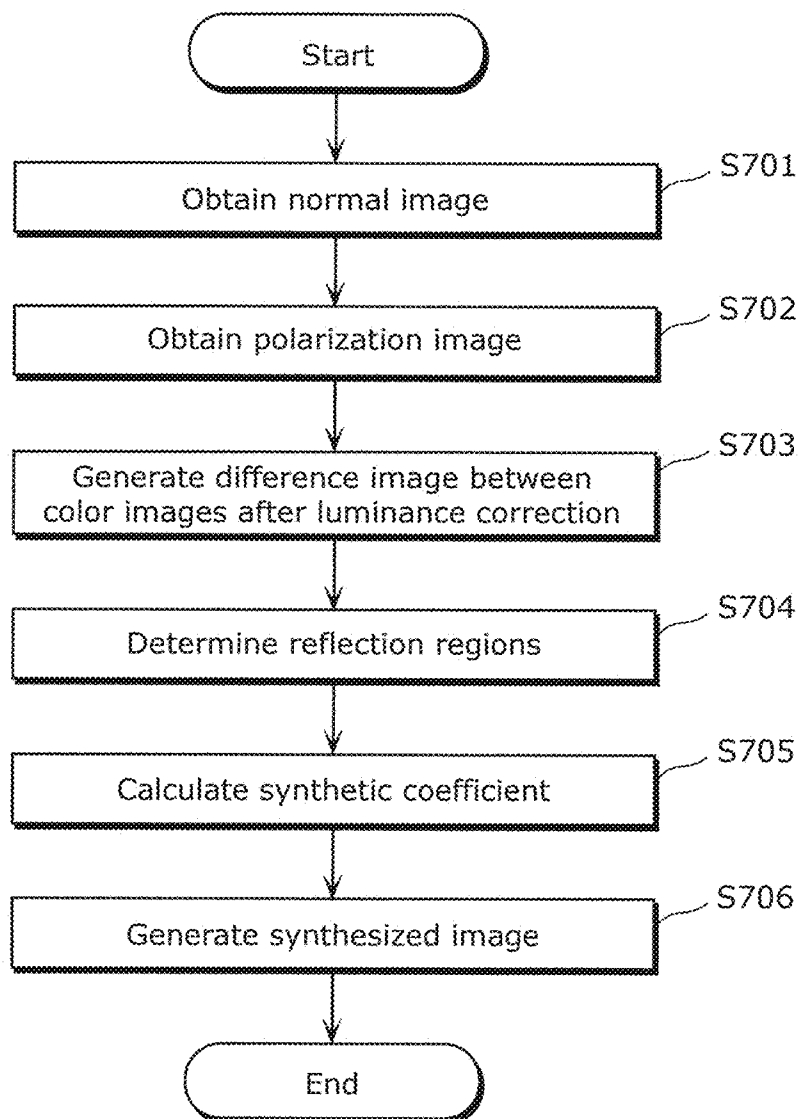 Start
Obtain normal image
S701
Obtain polarization image
S702
Generate difference image between
color images after luminance correction
S703
Determine reflection regions
S704
Calculate synthetic coefficient
S705
Generate synthesized image
S706
End